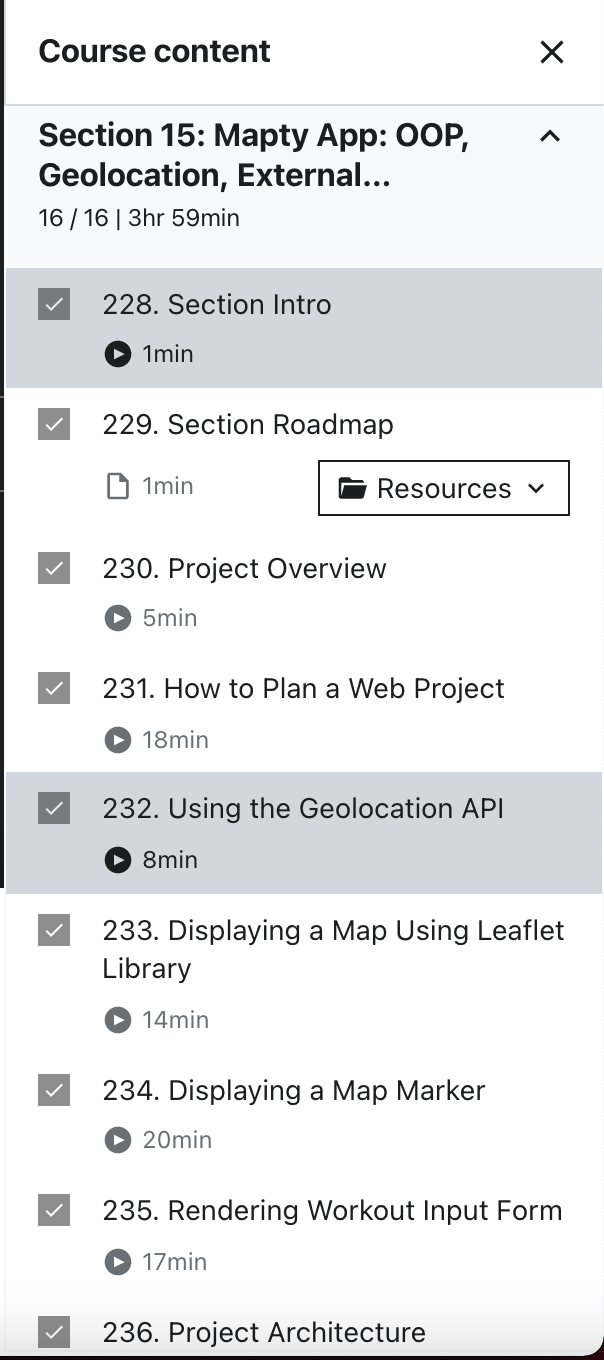 Course content
Section 15: Mapty App: OOP,
Geolocation, External...
16 / 16 | 3hr 59min
228. Section Intro
1min
229. Section Roadmap
1min
Resources
230. Project Overview
5min
231. How to Plan a Web Project
18min
232. Using the Geolocation API
8min
233. Displaying a Map Using Leaflet
Library
14min
234. Displaying a Map Marker
20min
235. Rendering Workout Input Form
17min
236. Project Architecture